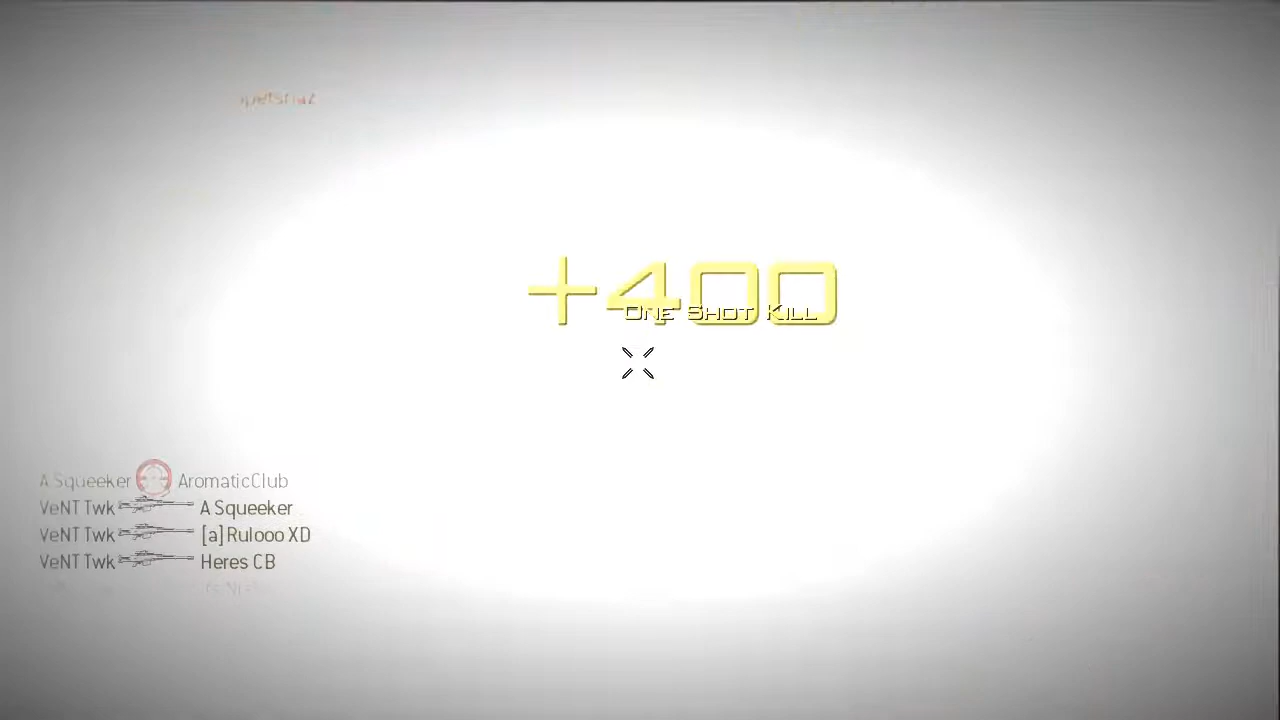 +400
One Shot Kill
A Squeeker AromaticClub
VeNT Twk A Squeeker
VeNT Twk [a]Rulooo XD
VeNT Twk Heres CB